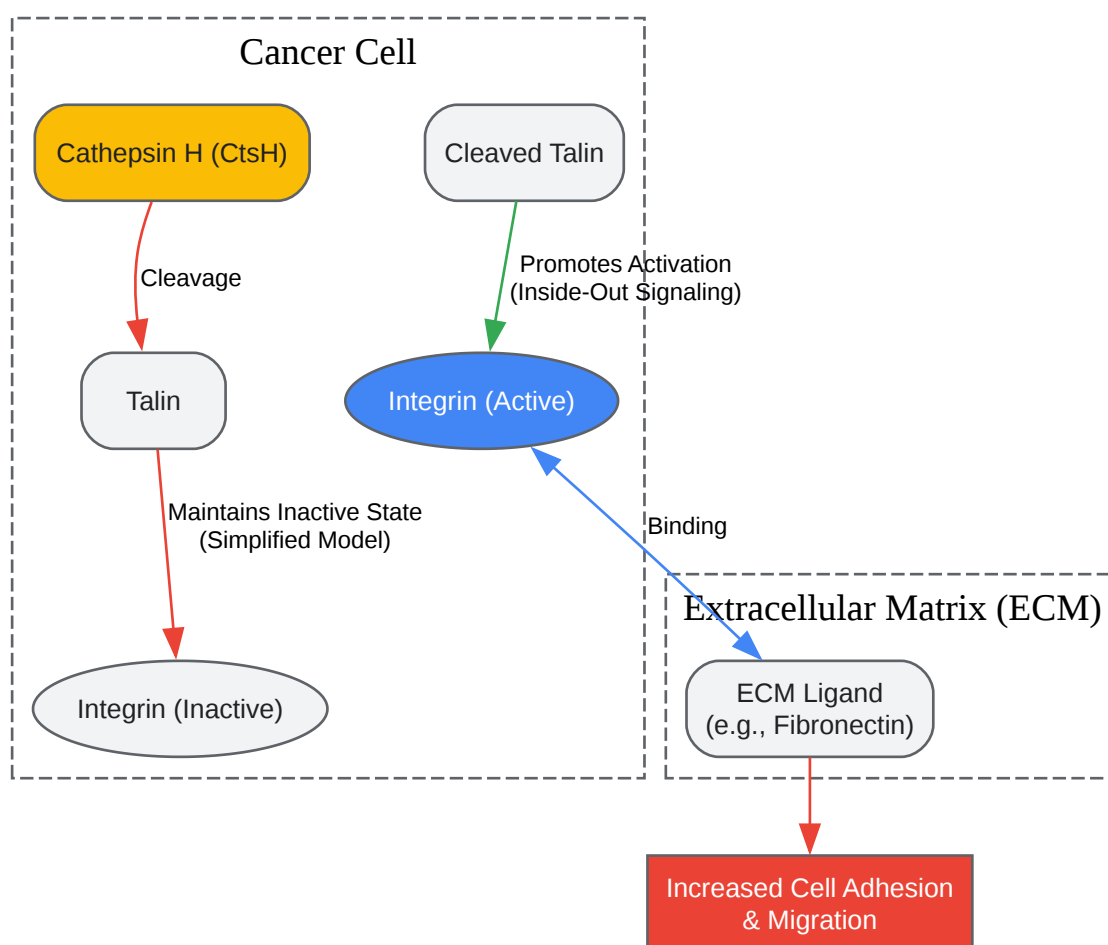 Cancer Cell
Cathepsin H (CtsH)
Cleaved Talin
Cleavage
Promotes Activation
(Inside-Out Signaling)
Talin
Integrin (Active)
Maintains Inactive State
(Simplified Model)
Binding
Extracellular Matrix (ECM)
Integrin (Inactive)
ECM Ligand
(e.g., Fibronectin)
Increased Cell Adhesion
& Migration